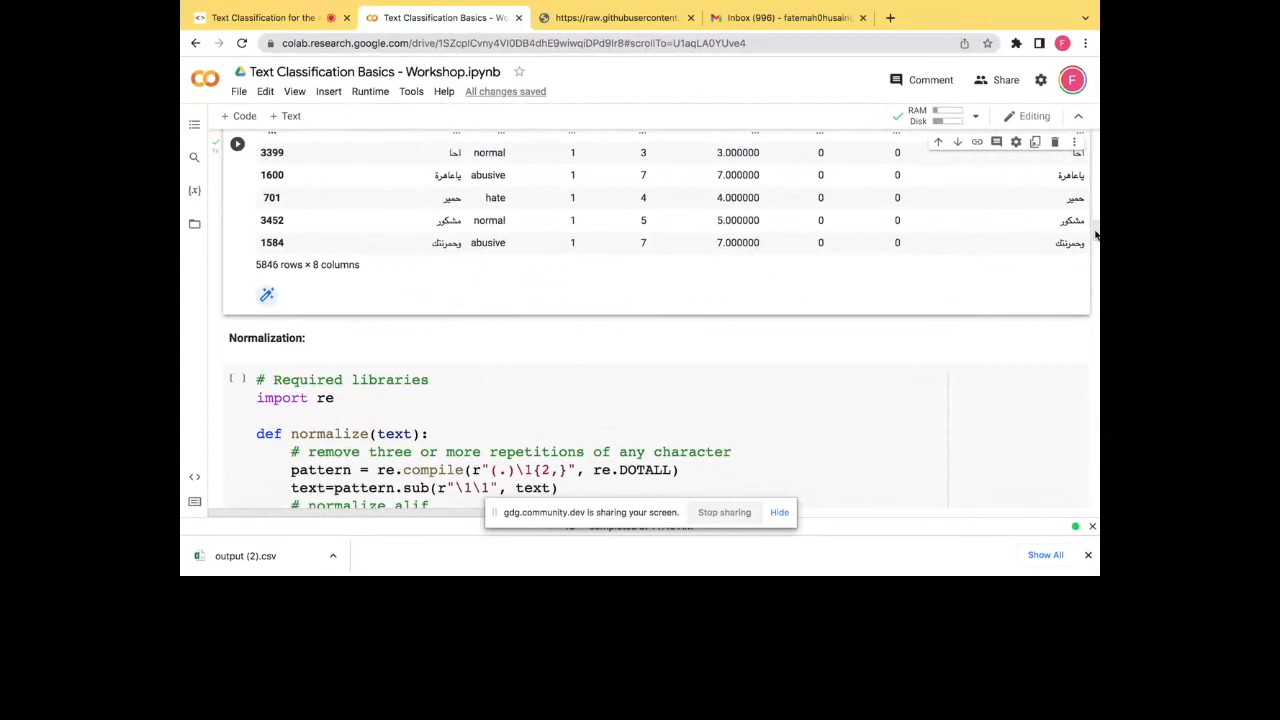 Text Classification for the
Text Classification Basics - Wo
https://raw.githubusercontent.
Inbox (996) - fatemah0husain
colab.research.google.com/drive/1SZcpICvny4VI0DB4dhE9wiwqiDPd9Ir8#scrollTo=U1aqLA0YUve4
F
Text Classification Basics - Workshop.ipynb
Comment
Share
F
File Edit View Insert Runtime Tools Help All changes saved
+ Code + Text
RAM
Disk
Editing
... ... ... ... ... ... ... ... ...
3399 احا normal 1 3 3.000000 0 0 احا
1600 ياعاهرة abusive 1 7 7.000000 0 0 ياعاهرة
701 حمير hate 1 4 4.000000 0 0 حمير
3452 مشكور normal 1 5 5.000000 0 0 مشكور
1584 وحمرنتك abusive 1 7 7.000000 0 0 وحمرنتك
5846 rows × 8 columns
Normalization:
[ ] # Required libraries
import re
def normalize(text):
# remove three or more repetitions of any character
pattern = re.compile(r"(.)\1{2,}", re.DOTALL)
text=pattern.sub(r"\1\1", text)
# normalize alif
gdg.community.dev is sharing your screen. Stop sharing Hide
output (2).csv
Show All